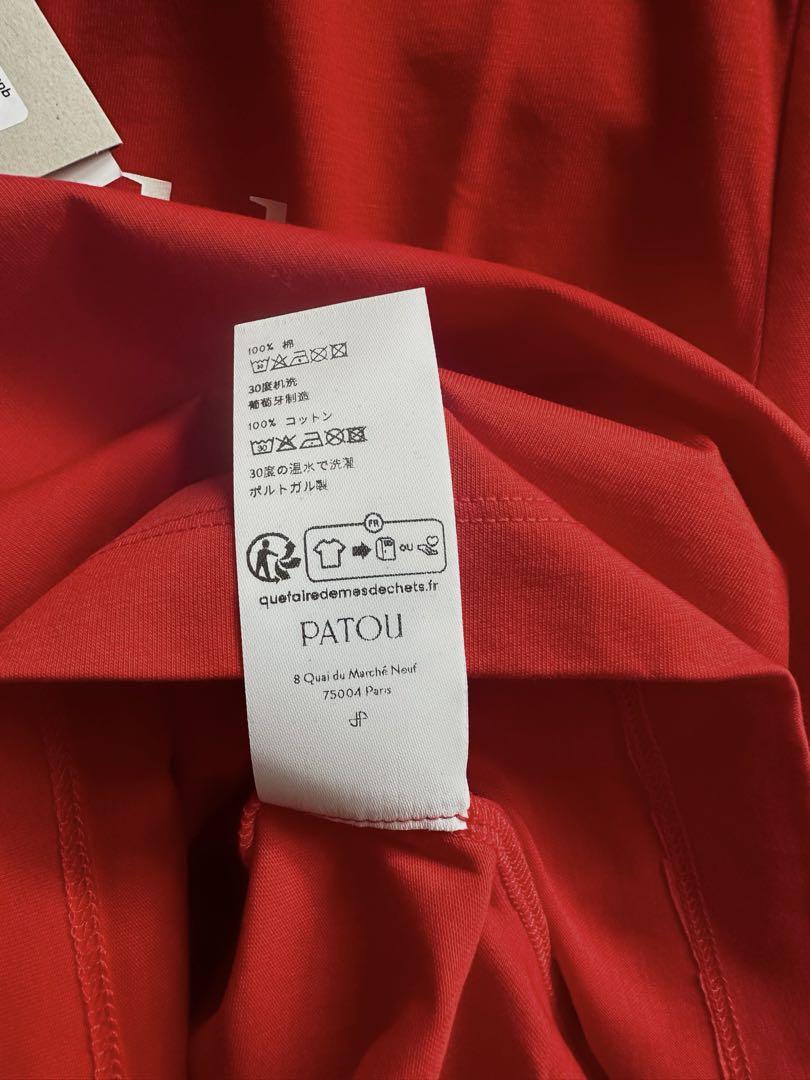 100% 棉
30
30度机洗
葡萄牙制造
100% コットン
30
30度の温水で洗濯
ポルトガル製
FR
OU
quefairedemesdechets.fr
PATOU
8 Quai du Marché Neuf
75004 Paris
JP